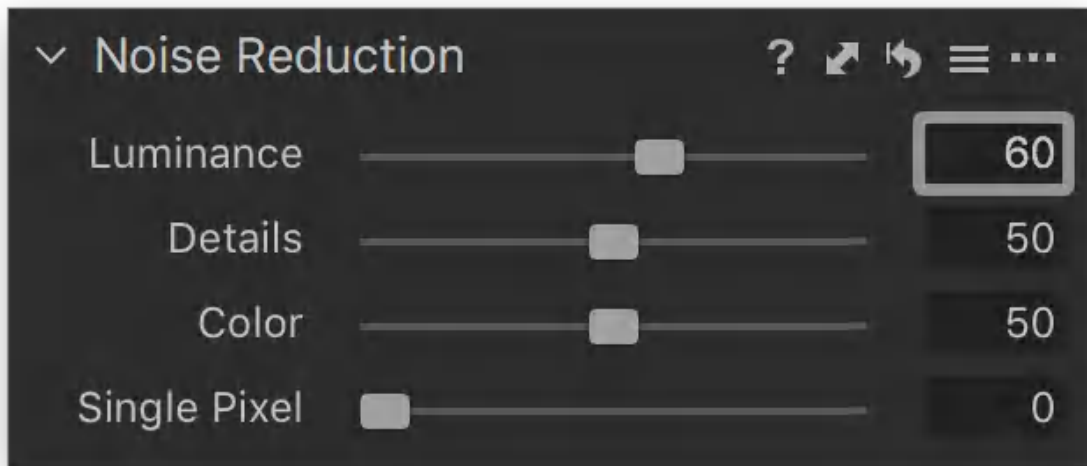 Noise Reduction ? ...
Luminance 60
Details 50
Color 50
Single Pixel 0